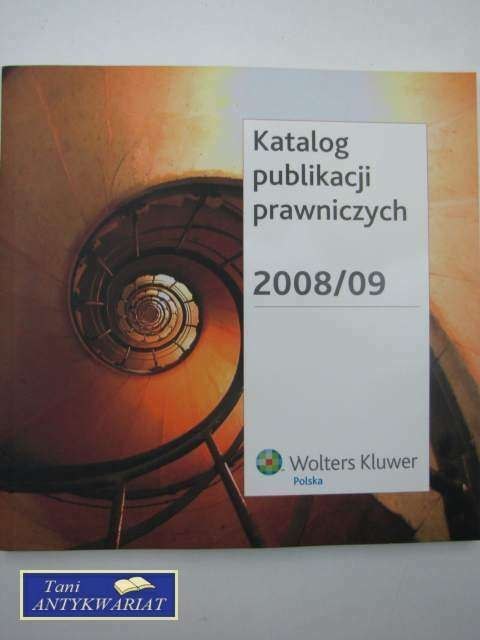 Katalog
publikacji
prawniczych
2008/09
Wolters Kluwer
Polska
Tani
ANTYKWARIAT